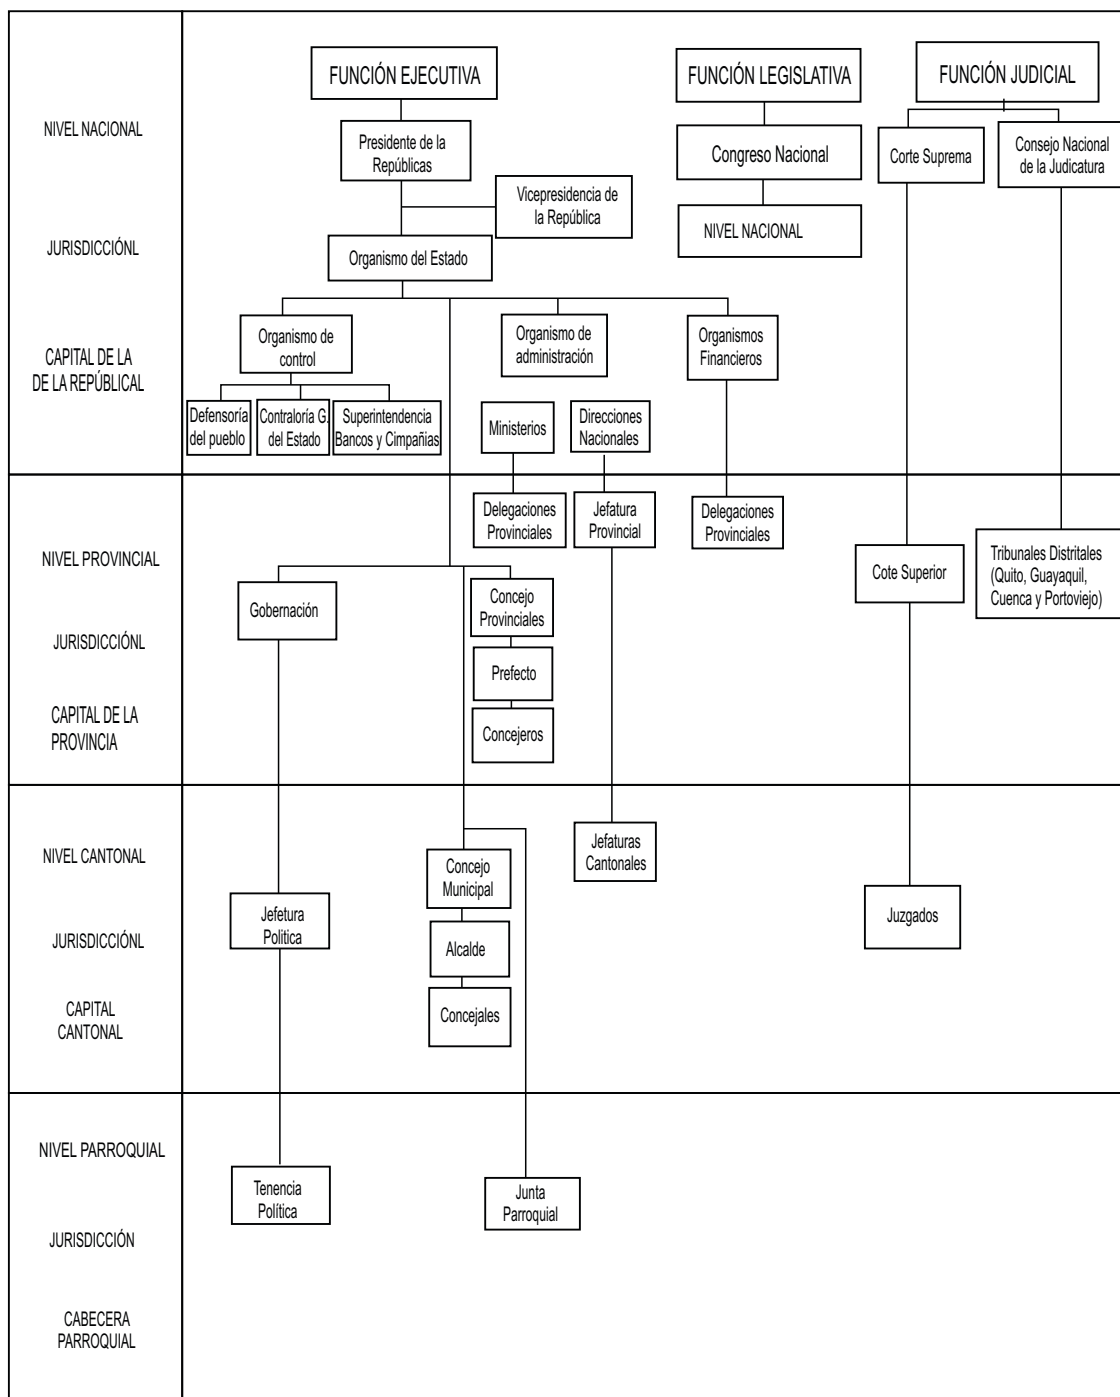 FUNCIÓN EJECUTIVA
FUNCIÓN LEGISLATIVA
FUNCIÓN JUDICIAL
NIVEL NACIONAL
Presidente de la
Repúblicas
Congreso Nacional
Corte Suprema
Consejo Nacional
de la Judicatura
Vicepresidencia de
la República
NIVEL NACIONAL
JURISDICCIÓNL
Organismo del Estado
CAPITAL DE LA
DE LA REPÚBLICAL
Organismo de
control
Organismo de
administración
Organismos
Financieros
Defensoría
del pueblo
Contraloría G.
del Estado
Superintendencia
Bancos y Cimpañias
Ministerios
Direcciones
Nacionales
NIVEL PROVINCIAL
Delegaciones
Provinciales
Jefatura
Provincial
Delegaciones
Provinciales
Cote Superior
Tribunales Distritales
(Quito, Guayaquil,
Cuenca y Portoviejo)
Gobernación
Concejo
Provinciales
JURISDICCIÓNL
Prefecto
CAPITAL DE LA
PROVINCIA
Concejeros
NIVEL CANTONAL
Concejo
Municipal
Jefaturas
Cantonales
Jefetura
Politica
Juzgados
JURISDICCIÓNL
Alcalde
CAPITAL
CANTONAL
Concejales
NIVEL PARROQUIAL
Tenencia
Política
Junta
Parroquial
JURISDICCIÓN
CABECERA
PARROQUIAL